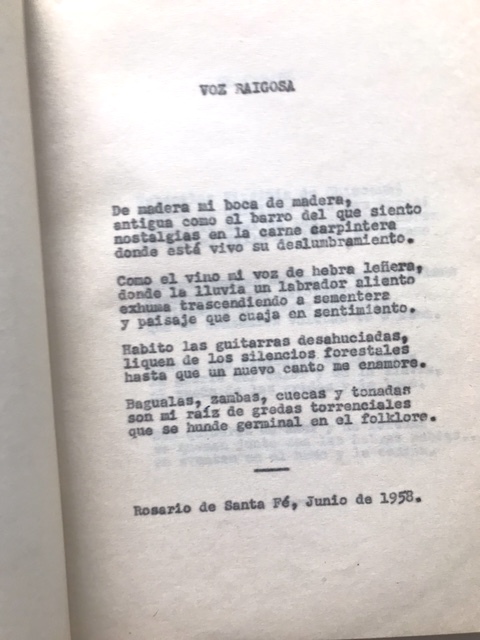 VOZ RAIGOSA
De madera mi boca de madera,
antigua como el barro del que siento
nostalgias en la carne carpintera
donde está vivo su deslumbramiento.
Como el vino mi voz de hebra leñera,
donde la lluvia un labrador aliento
exhuma trascendiendo a sementera
y paisaje que cuaja en sentimiento.
Habito las guitarras desahuciadas,
liquen de los silencios forestales
hasta que un nuevo canto me enamore.
Bagualas, zambas, cuecas y tonadas
son mi raíz de gredas torrenciales
que se hunde germinal en el folklore.
Rosario de Santa Fé, Junio de 1958.